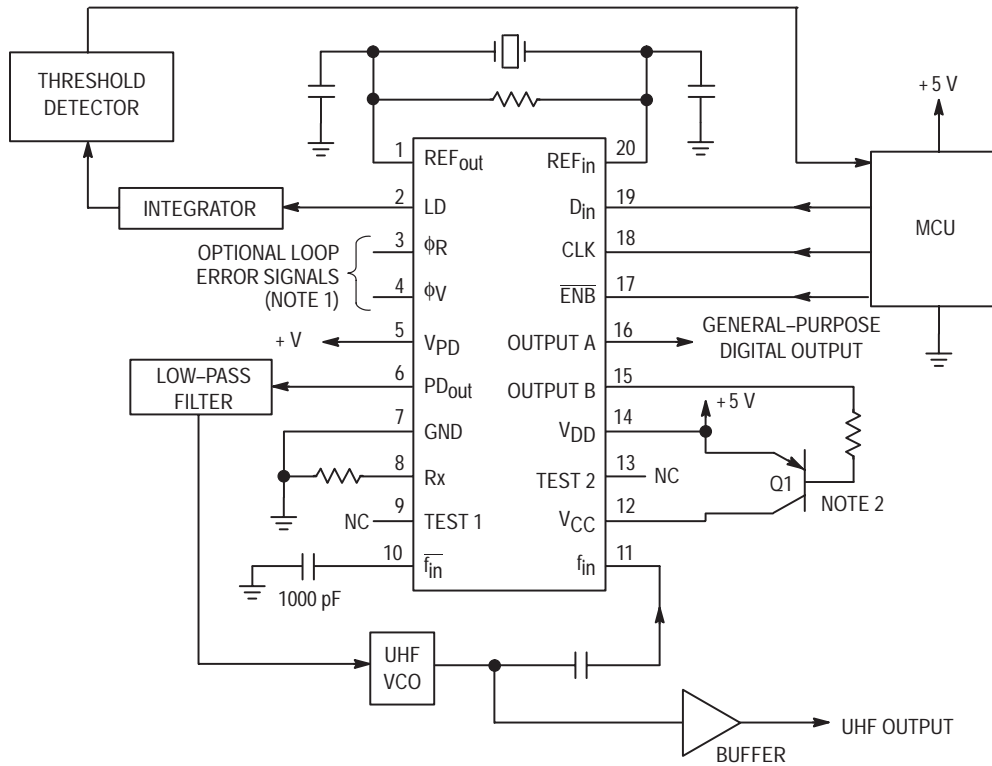 THRESHOLD
DETECTOR
+ 5 V
1
REFout
REFin
20
INTEGRATOR
2
LD
Din
19
MCU
OPTIONAL LOOP
ERROR SIGNALS
(NOTE 1)
3
ϕR
CLK
18
4
ϕV
ENB
17
+ V
5
VPD
OUTPUT A
16
GENERAL–PURPOSE
DIGITAL OUTPUT
LOW–PASS
FILTER
6
PDout
OUTPUT B
15
+ 5 V
7
GND
VDD
14
8
Rx
TEST 2
13
NC
Q1
NOTE 2
NC
9
TEST 1
VCC
12
10
fin
fin
11
1000 pF
UHF
VCO
BUFFER
UHF OUTPUT